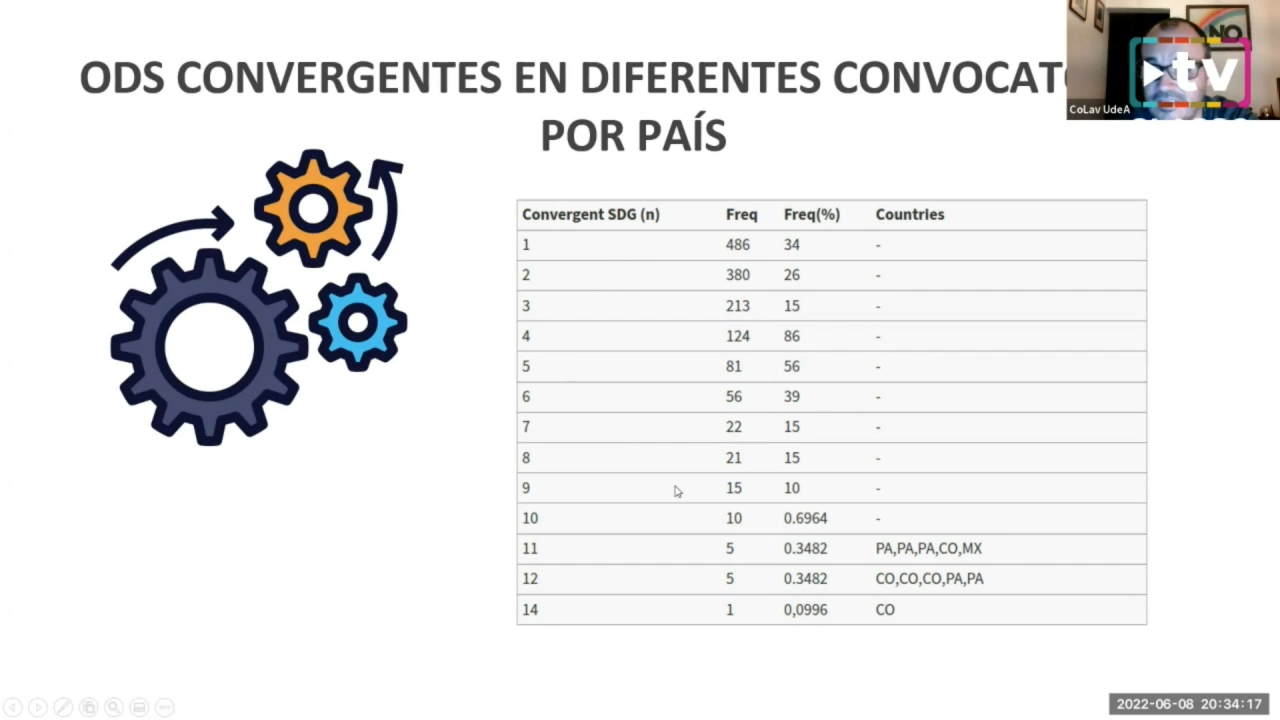 ODS CONVERGENTES EN DIFERENTES
POR PAÍS
NO
tv
CoLav UdeA
Convergent SDG (n) Freq Freq(%) Countries
1 486 34 -
2 380 26 -
3 213 15 -
4 124 86 -
5 81 56 -
6 56 39 -
7 22 15 -
8 21 15 -
9 15 10 -
10 10 0.6964 -
11 5 0.3482 PA,PA,PA,CO,MX
12 5 0.3482 CO,CO,CO,PA,PA
14 1 0,0996 CO
2022-06-08 20:34:17